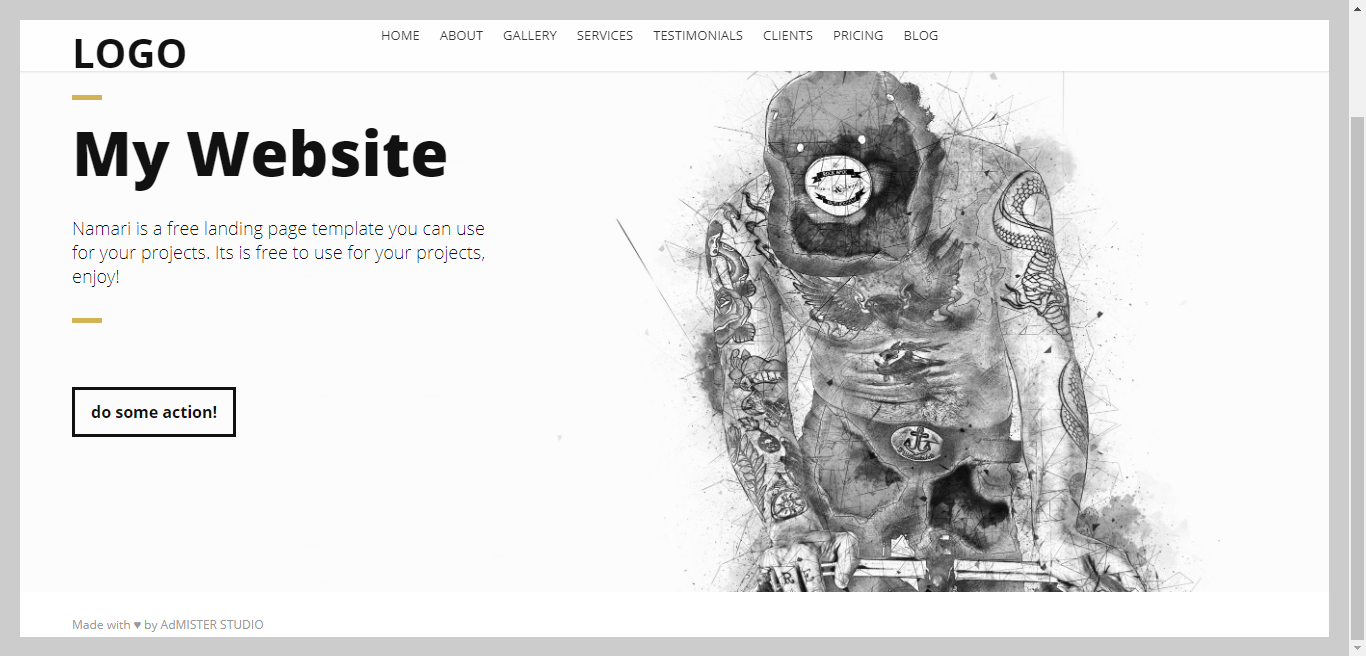 LOGO
HOME ABOUT GALLERY SERVICES TESTIMONIALS CLIENTS PRICING BLOG
My Website
Namari is a free landing page template you can use
for your projects. Its is free to use for your projects,
enjoy!
do some action!
Made with ♥ by AdMISTER STUDIO